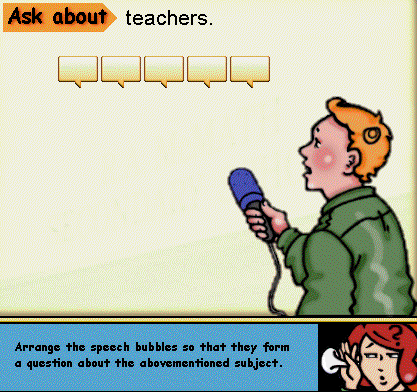 Ask about teachers.
Arrange the speech bubbles so that they form
a question about the abovementioned subject.
?